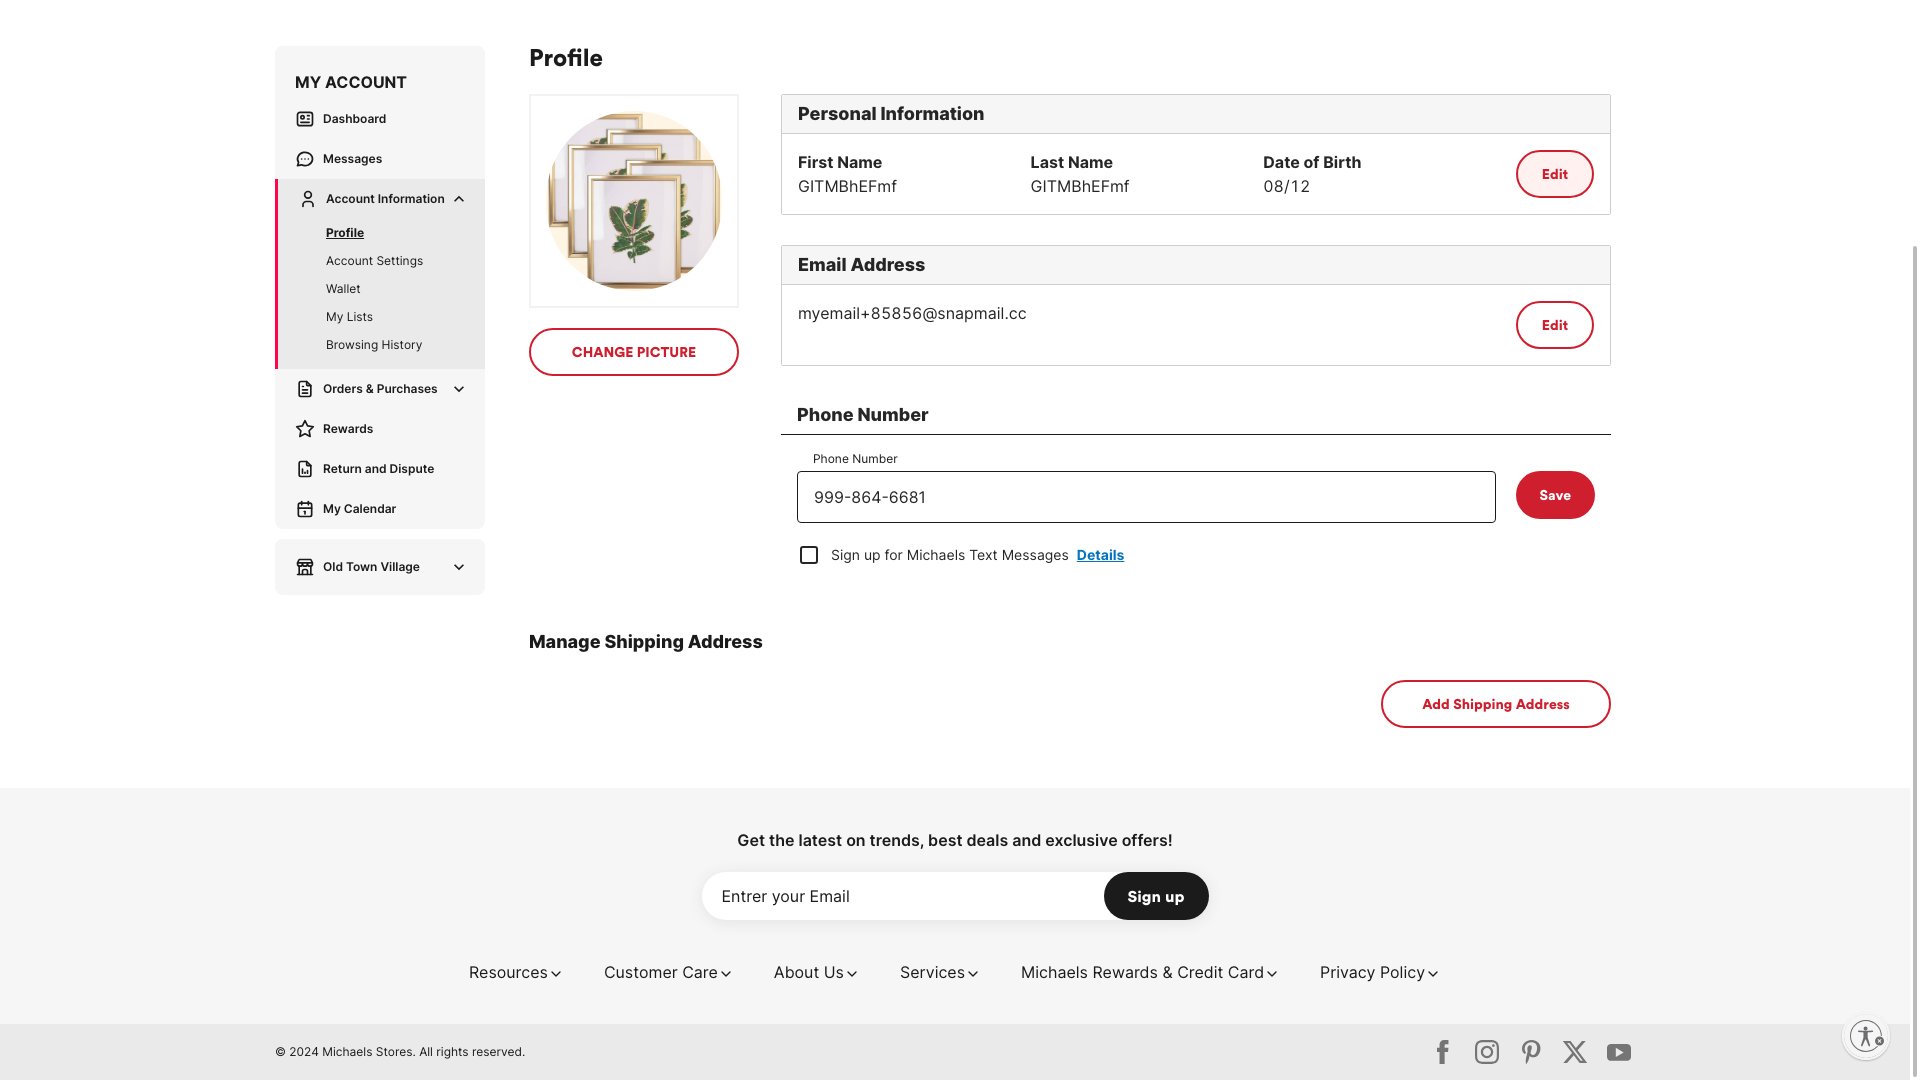 MY ACCOUNT
Dashboard
Messages
Account Information
Profile
Account Settings
Wallet
My Lists
Browsing History
Orders & Purchases
Rewards
Return and Dispute
My Calendar
Old Town Village
Profile
CHANGE PICTURE
Personal Information
First Name
GITMBhEFmf
Last Name
GITMBhEFmf
Date of Birth
08/12
Edit
Email Address
myemail+85856@snapmail.cc
Edit
Phone Number
Phone Number
999-864-6681
Save
Sign up for Michaels Text Messages Details
Manage Shipping Address
Add Shipping Address
Get the latest on trends, best deals and exclusive offers!
Enter your Email
Sign up
Resources Customer Care About Us Services Michaels Rewards & Credit Card Privacy Policy
© 2024 Michaels Stores. All rights reserved.